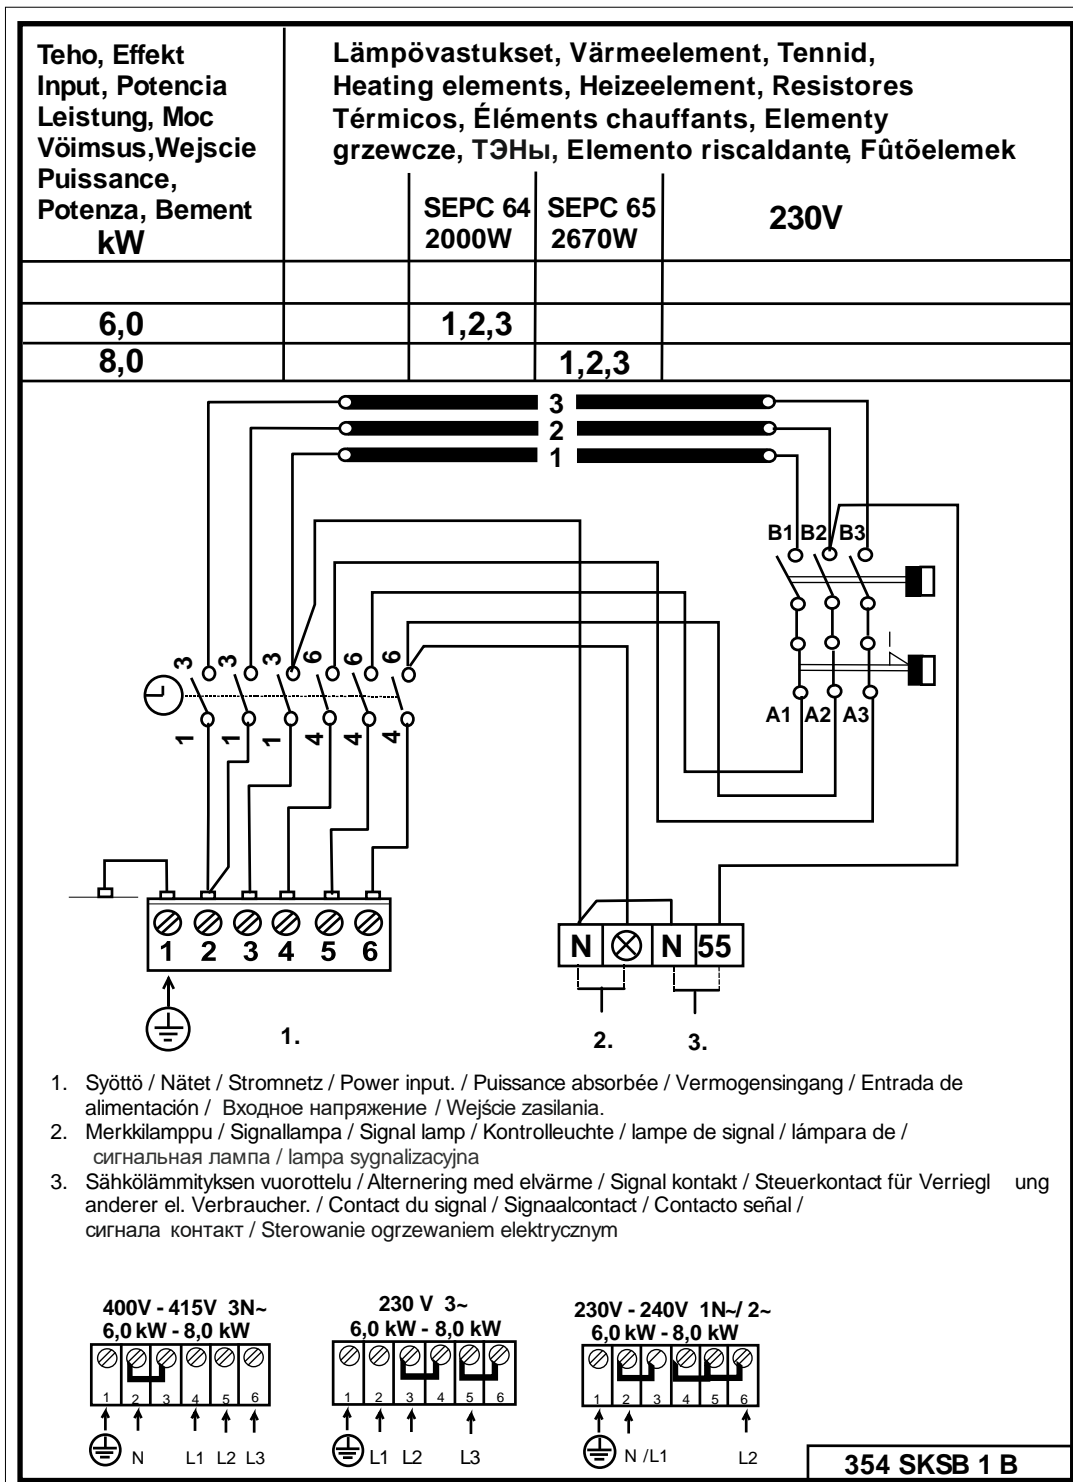 Teho, Effekt
Input, Potencia
Leistung, Moc
Vöimsus,Wejscie
Puissance,
Potenza, Bement
kW
Lämpövastukset, Värmeelement, Tennid,
Heating elements, Heizeelement, Resistores
Térmicos, Éléments chauffants, Elementy
grzewcze, ТЭНы, Elemento riscaldante, Fûtõelemek
SEPC 64
2000W
SEPC 65
2670W
230V
6,0 1,2,3
8,0 1,2,3
3
2
1
B1 B2 B3
3 3 3 6 6 6
A1 A2 A3
1 1 1 4 4 4
1 2 3 4 5 6
N N 55
1.
2. 3.
1. Syöttö / Nätet / Stromnetz / Power input. / Puissance absorbée / Vermogensingang / Entrada de
alimentación / Входное напряжение / Wejście zasilania.
2. Merkkilamppu / Signallampa / Signal lamp / Kontrolleuchte / lampe de signal / lámpara de /
сигнальная лампа / lampa sygnalizacyjna
3. Sähkölämmityksen vuorottelu / Alternering med elvärme / Signal kontakt / Steuerkontact für Verriegl ung
anderer el. Verbraucher. / Contact du signal / Signaalcontact / Contacto señal /
сигнала контакт / Sterowanie ogrzewaniem elektrycznym
400V - 415V 3N~
6,0 kW - 8,0 kW
1 2 3 4 5 6
N L1 L2 L3
230 V 3~
6,0 kW - 8,0 kW
1 2 3 4 5 6
L1 L2 L3
230V - 240V 1N~/ 2~
6,0 kW - 8,0 kW
1 2 3 4 5 6
N /L1 L2
354 SKSB 1 B